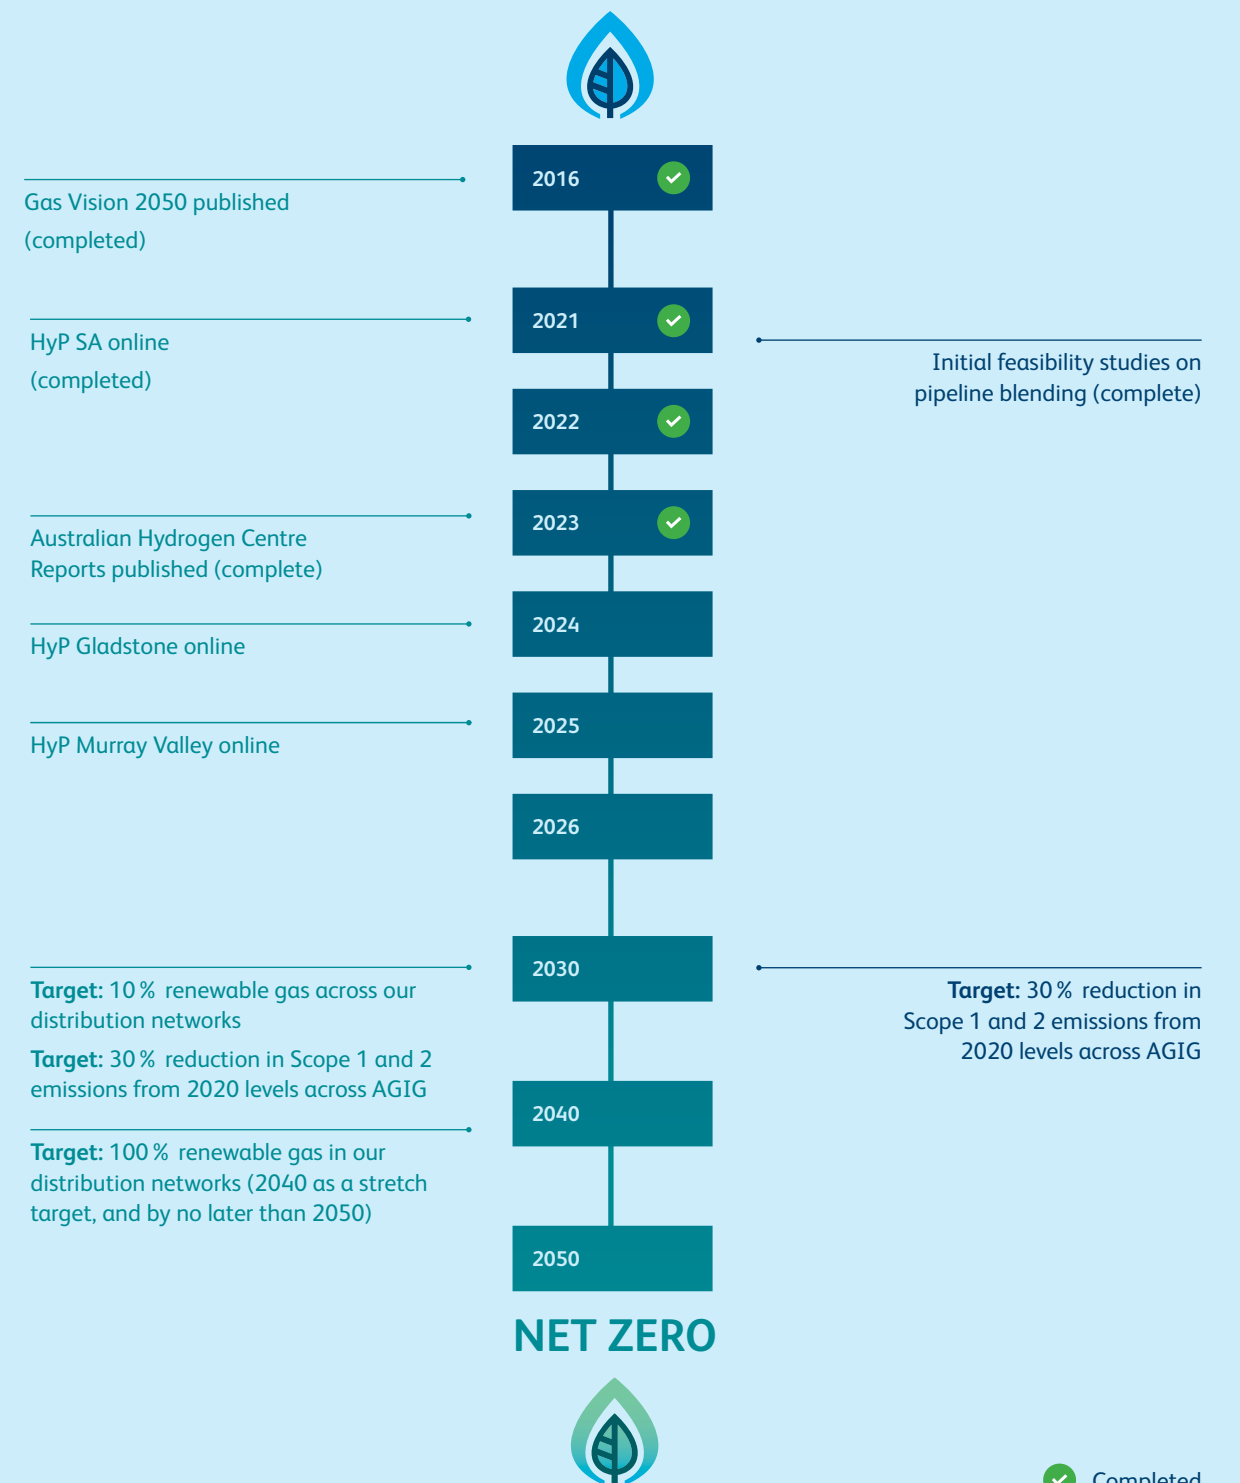 2016
Gas Vision 2050 published
(completed)
2021
HyP SA online
(completed)
Initial feasibility studies on
pipeline blending (complete)
2022
2023
Australian Hydrogen Centre
Reports published (complete)
2024
HyP Gladstone online
2025
HyP Murray Valley online
2026
2030
Target: 10% renewable gas across our
distribution networks
Target: 30% reduction in Scope 1 and 2
emissions from 2020 levels across AGIG
Target: 30% reduction in
Scope 1 and 2 emissions from
2020 levels across AGIG
2040
Target: 100% renewable gas in our
distribution networks (2040 as a stretch
target, and by no later than 2050)
2050
NET ZERO
Completed